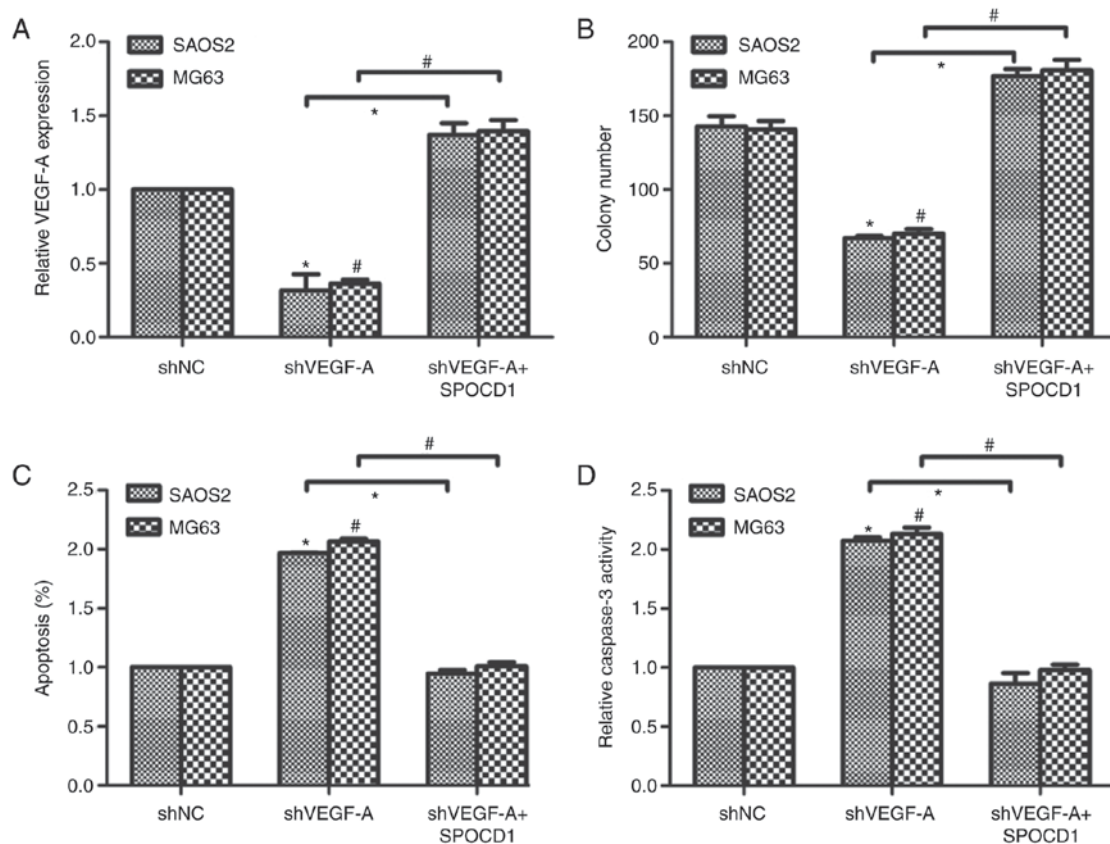 A
Relative VEGF-A expression
2.0
1.5
1.0
0.5
0.0
SAOS2
MG63
#
*
*
#
shNC
shVEGF-A
shVEGF-A+
SPOCD1
B
Colony number
200
150
100
50
0
SAOS2
MG63
#
*
*
#
shNC
shVEGF-A
shVEGF-A+
SPOCD1
C
Apoptosis (%)
2.5
2.0
1.5
1.0
0.5
0.0
SAOS2
MG63
#
*
*
#
shNC
shVEGF-A
shVEGF-A+
SPOCD1
D
Relative caspase-3 activity
2.5
2.0
1.5
1.0
0.5
0.0
SAOS2
MG63
#
*
*
#
shNC
shVEGF-A
shVEGF-A+
SPOCD1